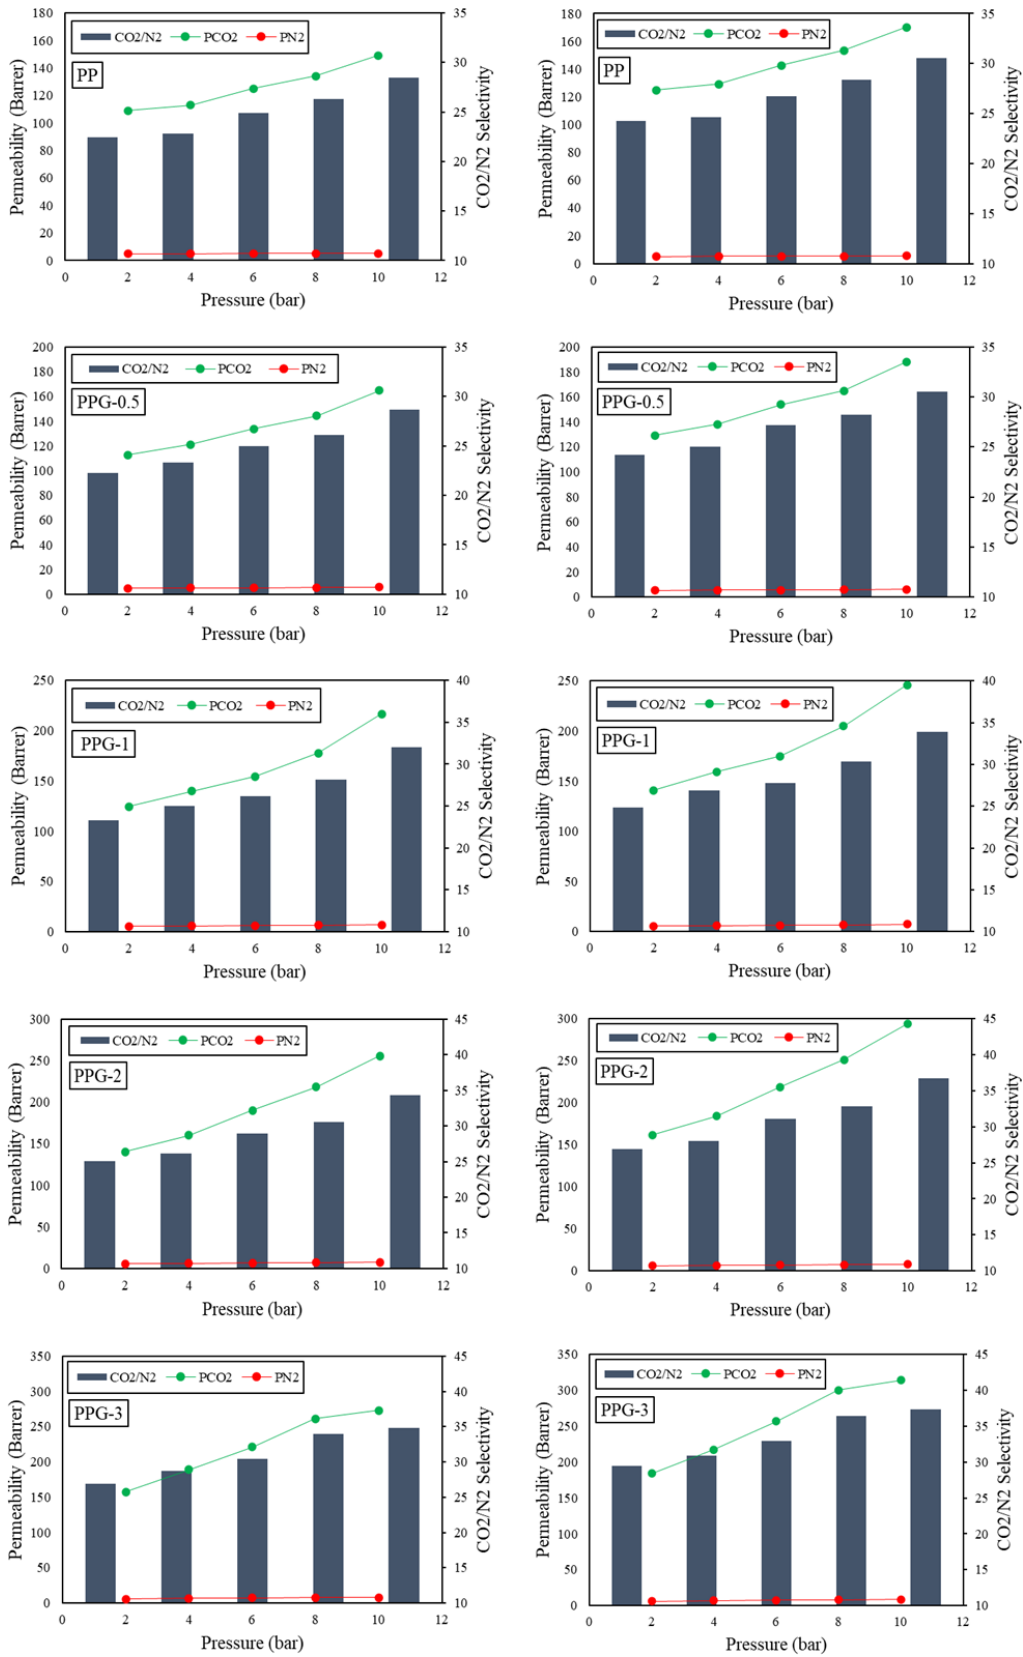 180 160 140 120 100 80 60 40 20 0
Permeability (Barrer)
CO2/N2 PCO2 PN2
PP
35 30 25 20 15 10
CO2/N2 Selectivity
0 2 4 6 8 10 12
Pressure (bar)
180 160 140 120 100 80 60 40 20 0
Permeability (Barrer)
CO2/N2 PCO2 PN2
PP
35 30 25 20 15 10
CO2/N2 Selectivity
0 2 4 6 8 10 12
Pressure (bar)
200 180 160 140 120 100 80 60 40 20 0
Permeability (Barrer)
CO2/N2 PCO2 PN2
PPG-0.5
35 30 25 20 15 10
CO2/N2 Selectivity
0 2 4 6 8 10 12
Pressure (bar)
200 180 160 140 120 100 80 60 40 20 0
Permeability (Barrer)
CO2/N2 PCO2 PN2
PPG-0.5
35 30 25 20 15 10
CO2/N2 Selectivity
0 2 4 6 8 10 12
Pressure (bar)
250 200 150 100 50 0
Permeability (Barrer)
CO2/N2 PCO2 PN2
PPG-1
40 35 30 25 20 15 10
CO2/N2 Selectivity
0 2 4 6 8 10 12
Pressure (bar)
250 200 150 100 50 0
Permeability (Barrer)
CO2/N2 PCO2 PN2
PPG-1
40 35 30 25 20 15 10
CO2/N2 Selectivity
0 2 4 6 8 10 12
Pressure (bar)
300 250 200 150 100 50 0
Permeability (Barrer)
CO2/N2 PCO2 PN2
PPG-2
45 40 35 30 25 20 15 10
CO2/N2 Selectivity
0 2 4 6 8 10 12
Pressure (bar)
300 250 200 150 100 50 0
Permeability (Barrer)
CO2/N2 PCO2 PN2
PPG-2
45 40 35 30 25 20 15 10
CO2/N2 Selectivity
0 2 4 6 8 10 12
Pressure (bar)
350 300 250 200 150 100 50 0
Permeability (Barrer)
CO2/N2 PCO2 PN2
PPG-3
45 40 35 30 25 20 15 10
CO2/N2 Selectivity
0 2 4 6 8 10 12
Pressure (bar)
350 300 250 200 150 100 50 0
Permeability (Barrer)
CO2/N2 PCO2 PN2
PPG-3
45 40 35 30 25 20 15 10
CO2/N2 Selectivity
0 2 4 6 8 10 12
Pressure (bar)